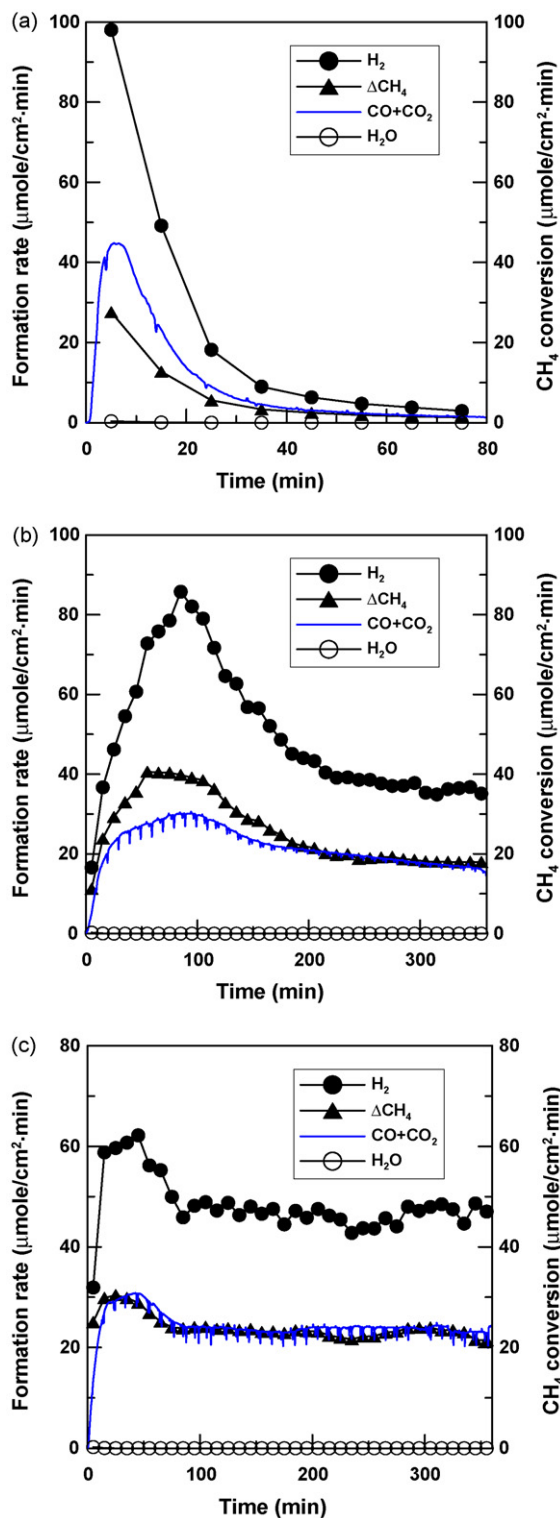 (a)
100
80
60
40
20
0
Formation rate (μmole/cm²·min)
H₂
ΔCH₄
CO+CO₂
H₂O
100
80
60
40
20
0
CH₄ conversion (μmole/cm²·min)
0 20 40 60 80
Time (min)
(b)
100
80
60
40
20
0
Formation rate (μmole/cm²·min)
H₂
ΔCH₄
CO+CO₂
H₂O
100
80
60
40
20
0
CH₄ conversion (μmole/cm²·min)
0 100 200 300
Time (min)
(c)
80
60
40
20
0
Formation rate (μmole/cm²·min)
H₂
ΔCH₄
CO+CO₂
H₂O
80
60
40
20
0
CH₄ conversion (μmole/cm²·min)
0 100 200 300
Time (min)